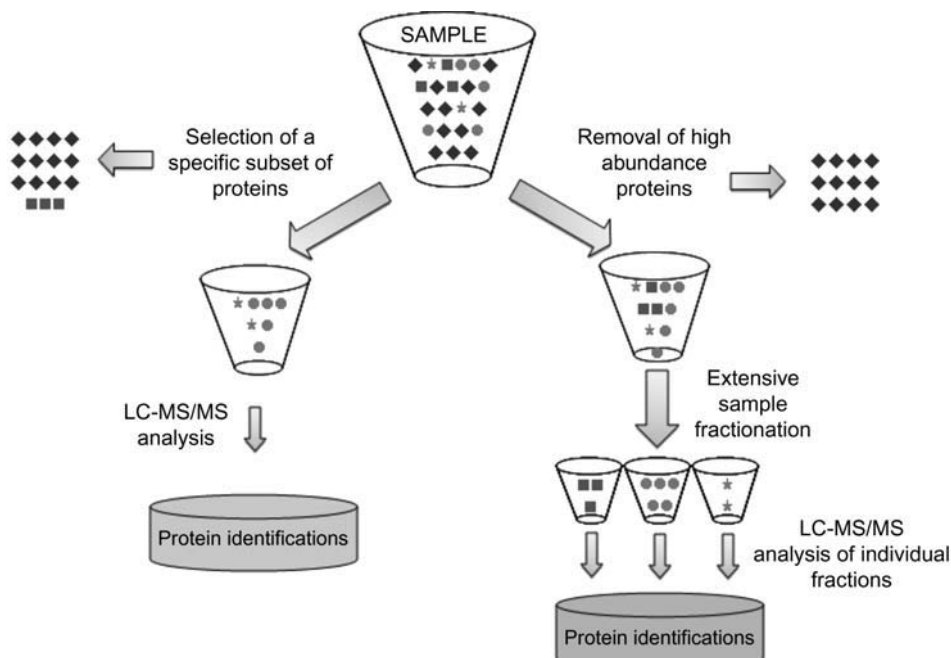 SAMPLE
Selection of a
specific subset of
proteins
Removal of high
abundance
proteins
LC-MS/MS
analysis
Extensive
sample
fractionation
Protein identifications
LC-MS/MS
analysis of individual
fractions
Protein identifications